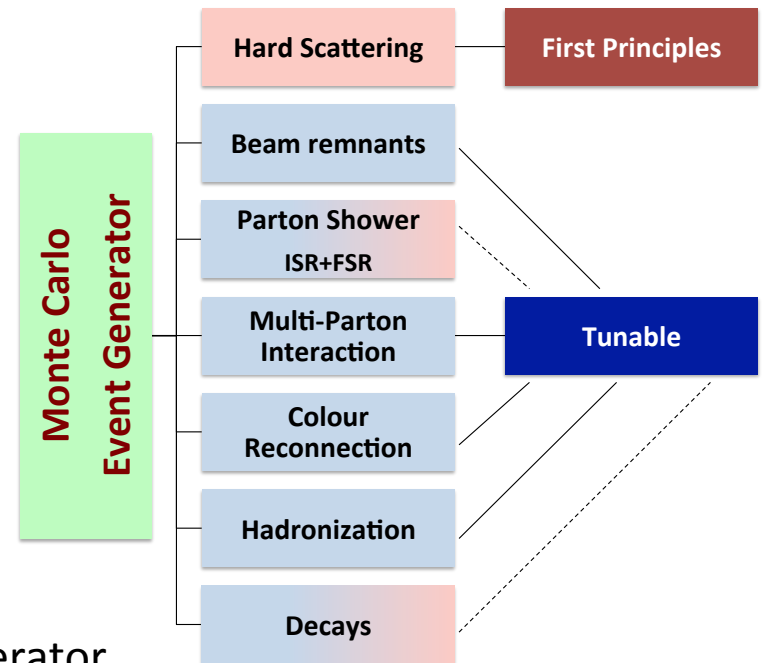 Hard Scattering
First Principles
Beam remnants
Parton Shower
ISR+FSR
Monte Carlo
Event Generator
Multi-Parton
Interaction
Tunable
Colour
Reconnection
Hadronization
Decays
erator